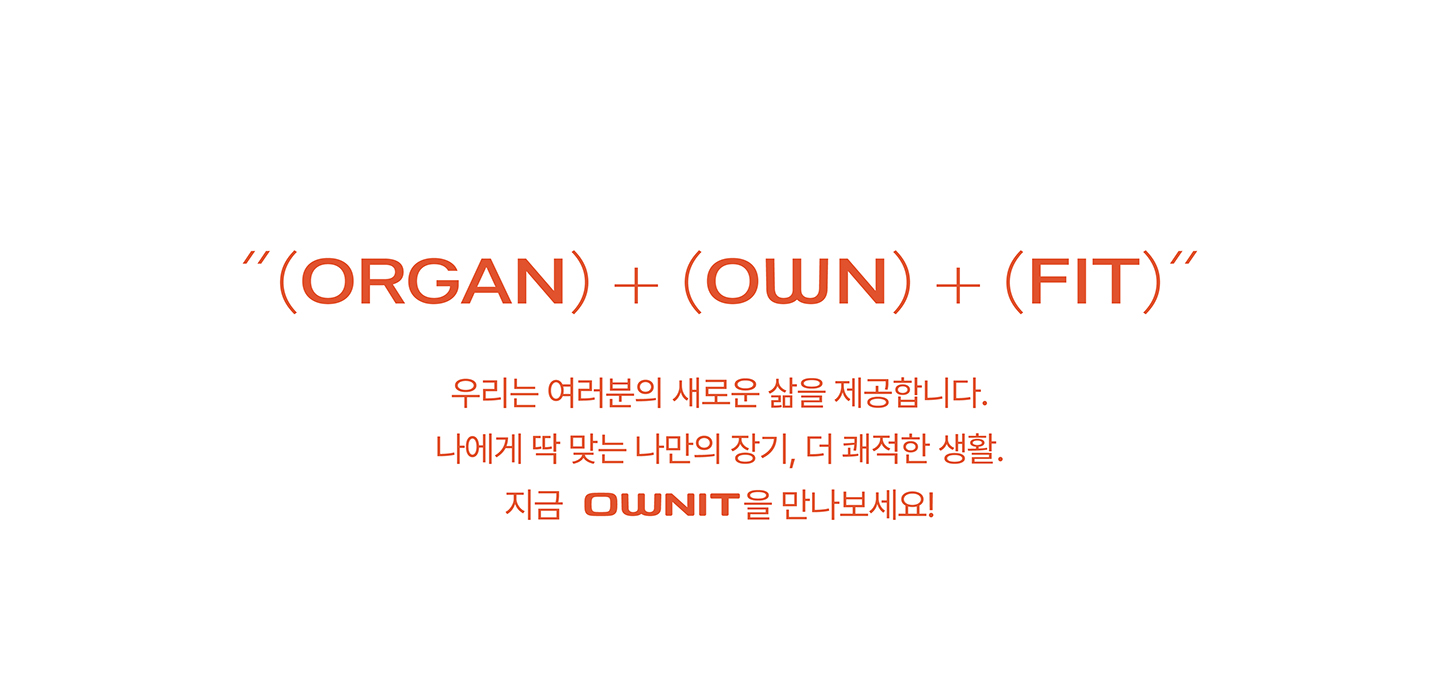 "(ORGAN) + (OWN) + (FIT)"
우리는 여러분의 새로운 삶을 제공합니다.
나에게 딱 맞는 나만의 장기, 더 쾌적한 생활.
지금 OWNIT을 만나보세요!